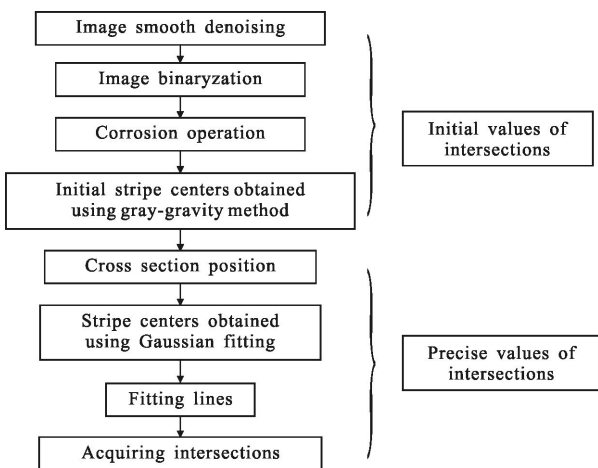 Image smooth denoising
Image binaryzation
Corrosion operation
Initial stripe centers obtained
using gray-gravity method
Initial values of
intersections
Cross section position
Stripe centers obtained
using Gaussian fitting
Fitting lines
Acquiring intersections
Precise values of
intersections